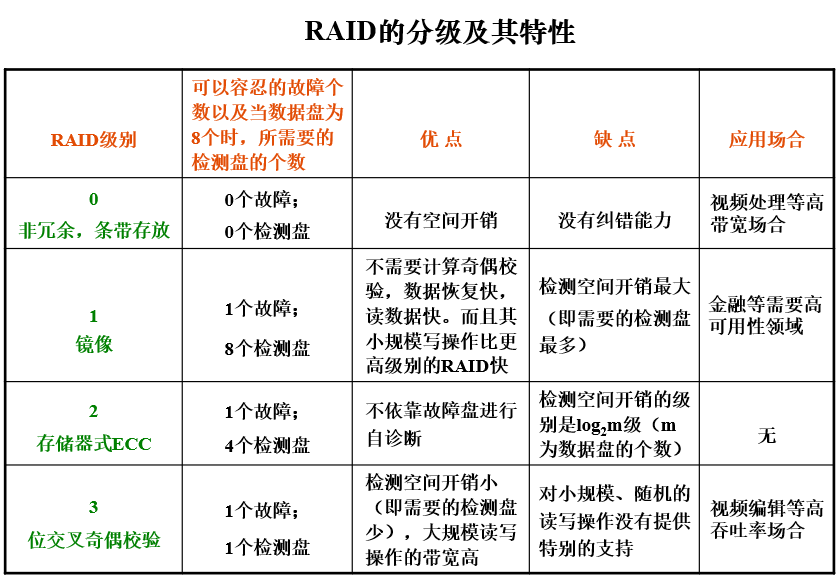 RAID的分级及其特性
RAID级别
可以容忍的故障个
数以及当数据盘为
8个时，所需要的
检测盘的个数
优 点
缺 点
应用场合
0
非冗余，条带存放
0个故障；
0个检测盘
没有空间开销
没有纠错能力
视频处理等高
带宽场合
1
镜像
1个故障；
8个检测盘
不需要计算奇偶校
验，数据恢复快，
读数据快。而且其
小规模写操作比更
高级别的RAID快
检测空间开销最大
（即需要的检测盘
最多）
金融等需要高
可用性领域
2
存储器式ECC
1个故障；
4个检测盘
不依靠故障盘进行
自诊断
检测空间开销的级
别是log₂m级（m
为数据盘的个数）
无
3
位交叉奇偶校验
1个故障；
1个检测盘
检测空间开销小
（即需要的检测盘
少），大规模读写
操作的带宽高
对小规模、随机的
读写操作没有提供
特别的支持
视频编辑等高
吞吐率场合